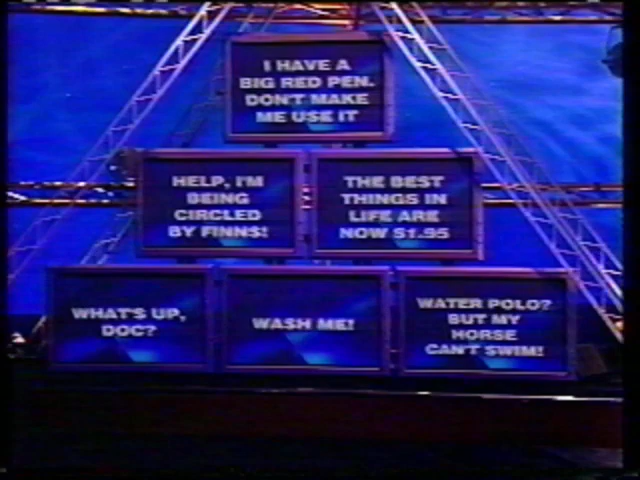 I HAVE A
BIG RED PEN.
DON'T MAKE
ME USE IT
HELP, I'M
BEING
CIRCLED
BY FINNS!
THE BEST
THINGS IN
LIFE ARE
NOW $1.95
WHAT'S UP,
DOC?
WASH ME!
WATER POLO?
BUT MY
HORSE
CAN'T SWIM!